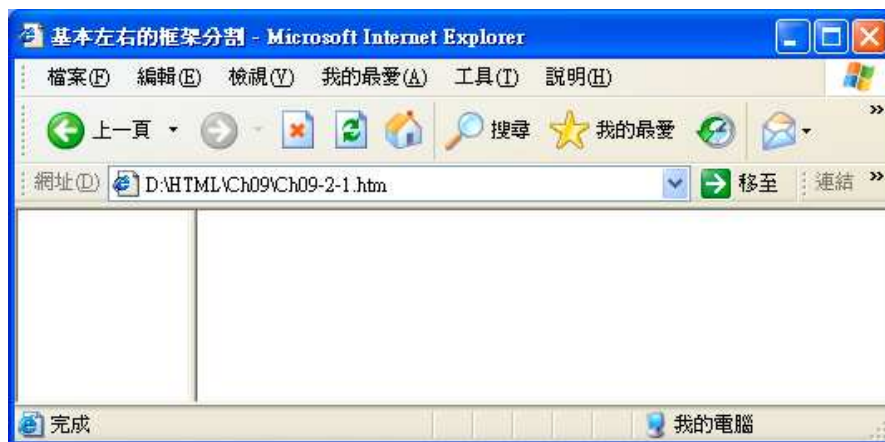 基本左右的框架分割 - Microsoft Internet Explorer
檔案(F) 編輯(E) 檢視(V) 我的最愛(A) 工具(T) 說明(H)
上一頁 搜尋 我的最愛 »
網址(D) D:\HTML\Ch09\Ch09-2-1.htm 移至 連結 »
完成 我的電腦